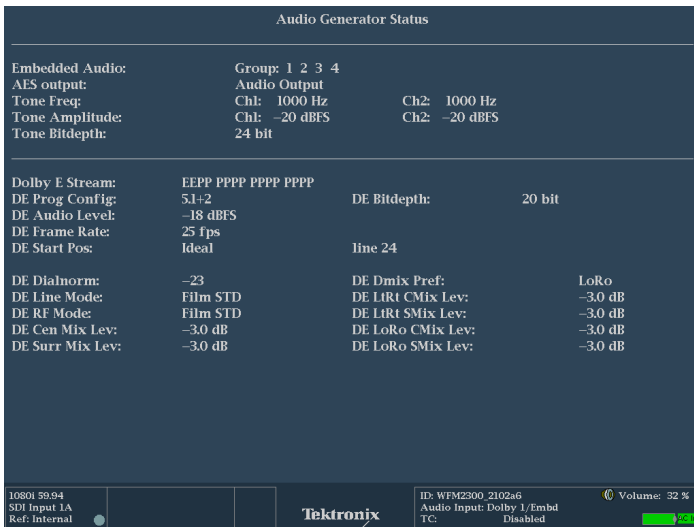 Audio Generator Status
Embedded Audio: Group: 1 2 3 4
AES output: Audio Output
Tone Freq: Ch1: 1000 Hz Ch2: 1000 Hz
Tone Amplitude: Ch1: −20 dBFS Ch2: −20 dBFS
Tone Bitdepth: 24 bit
Dolby E Stream: EEPP PPPP PPPP PPPP
DE Prog Config: 5.1+2 DE Bitdepth: 20 bit
DE Audio Level: −18 dBFS
DE Frame Rate: 25 fps
DE Start Pos: Ideal line 24
DE Dialnorm: −23 DE Dmix Pref: LoRo
DE Line Mode: Film STD DE LtRt CMix Lev: −3.0 dB
DE RF Mode: Film STD DE LtRt SMix Lev: −3.0 dB
DE Cen Mix Lev: −3.0 dB DE LoRo CMix Lev: −3.0 dB
DE Surr Mix Lev: −3.0 dB DE LoRo SMix Lev: −3.0 dB
1080i 59.94
SDI Input 1A
Ref: Internal
Tektronix
ID: WFM2300_2102a6
Audio Input: Dolby 1/Embd
TC: Disabled
Volume: 32 %